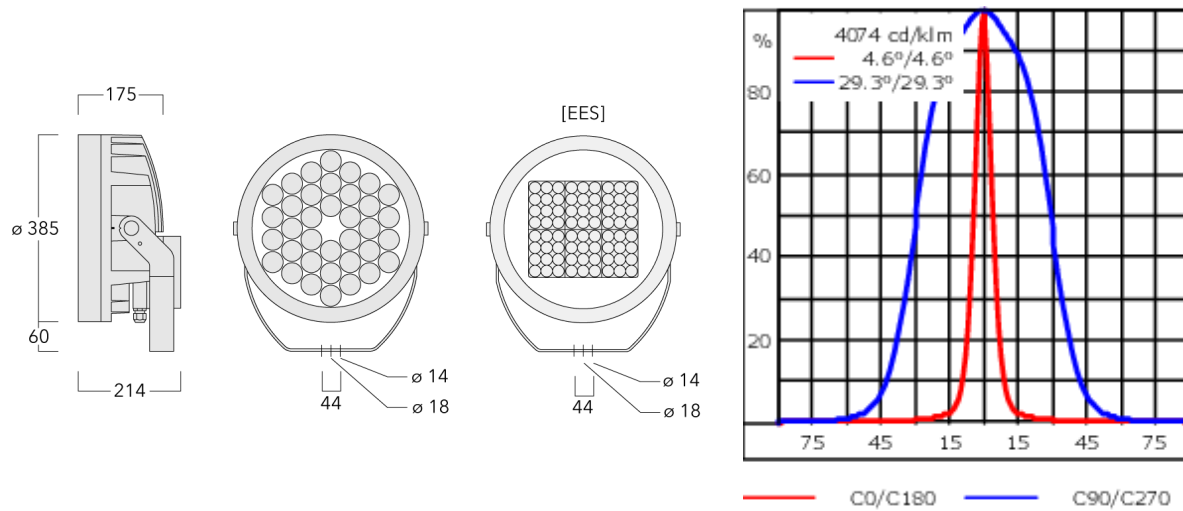 175
ø 385
60
214
44
ø 14
ø 18
[EES]
44
ø 14
ø 18
%
4074 cd/klm
4.6º/4.6º
29.3º/29.3º
80
60
40
20
75 45 15 15 45 75
C0/C180 C90/C270